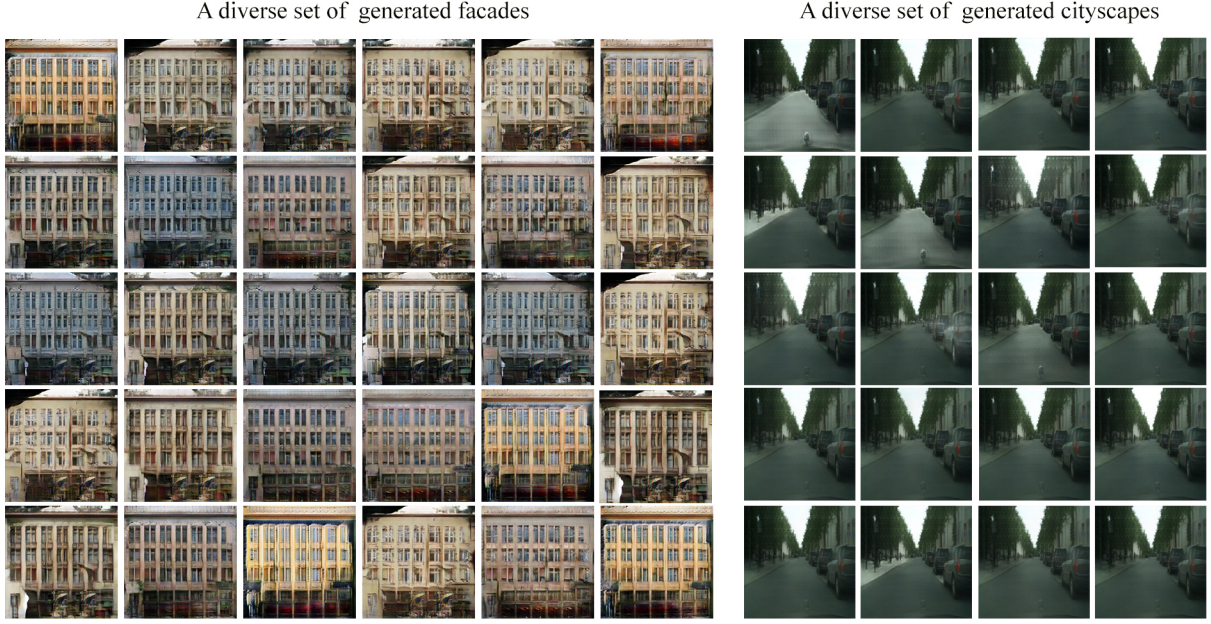 A diverse set of generated facades
A diverse set of generated cityscapes